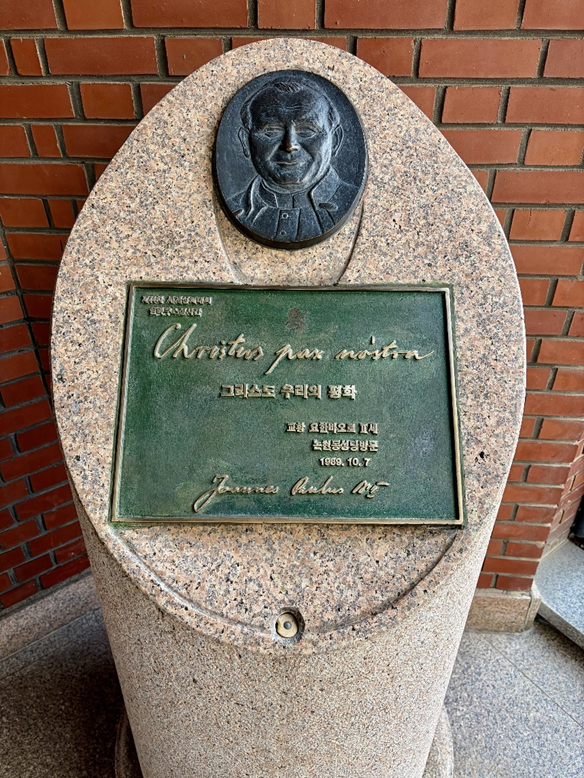 제44차 세계성체대회
Christus pax nostra
그리스도 우리의 평화
교황 요한바오로 Ⅱ세
논현동성당방문
1989. 10. 7
Joannes Paulus